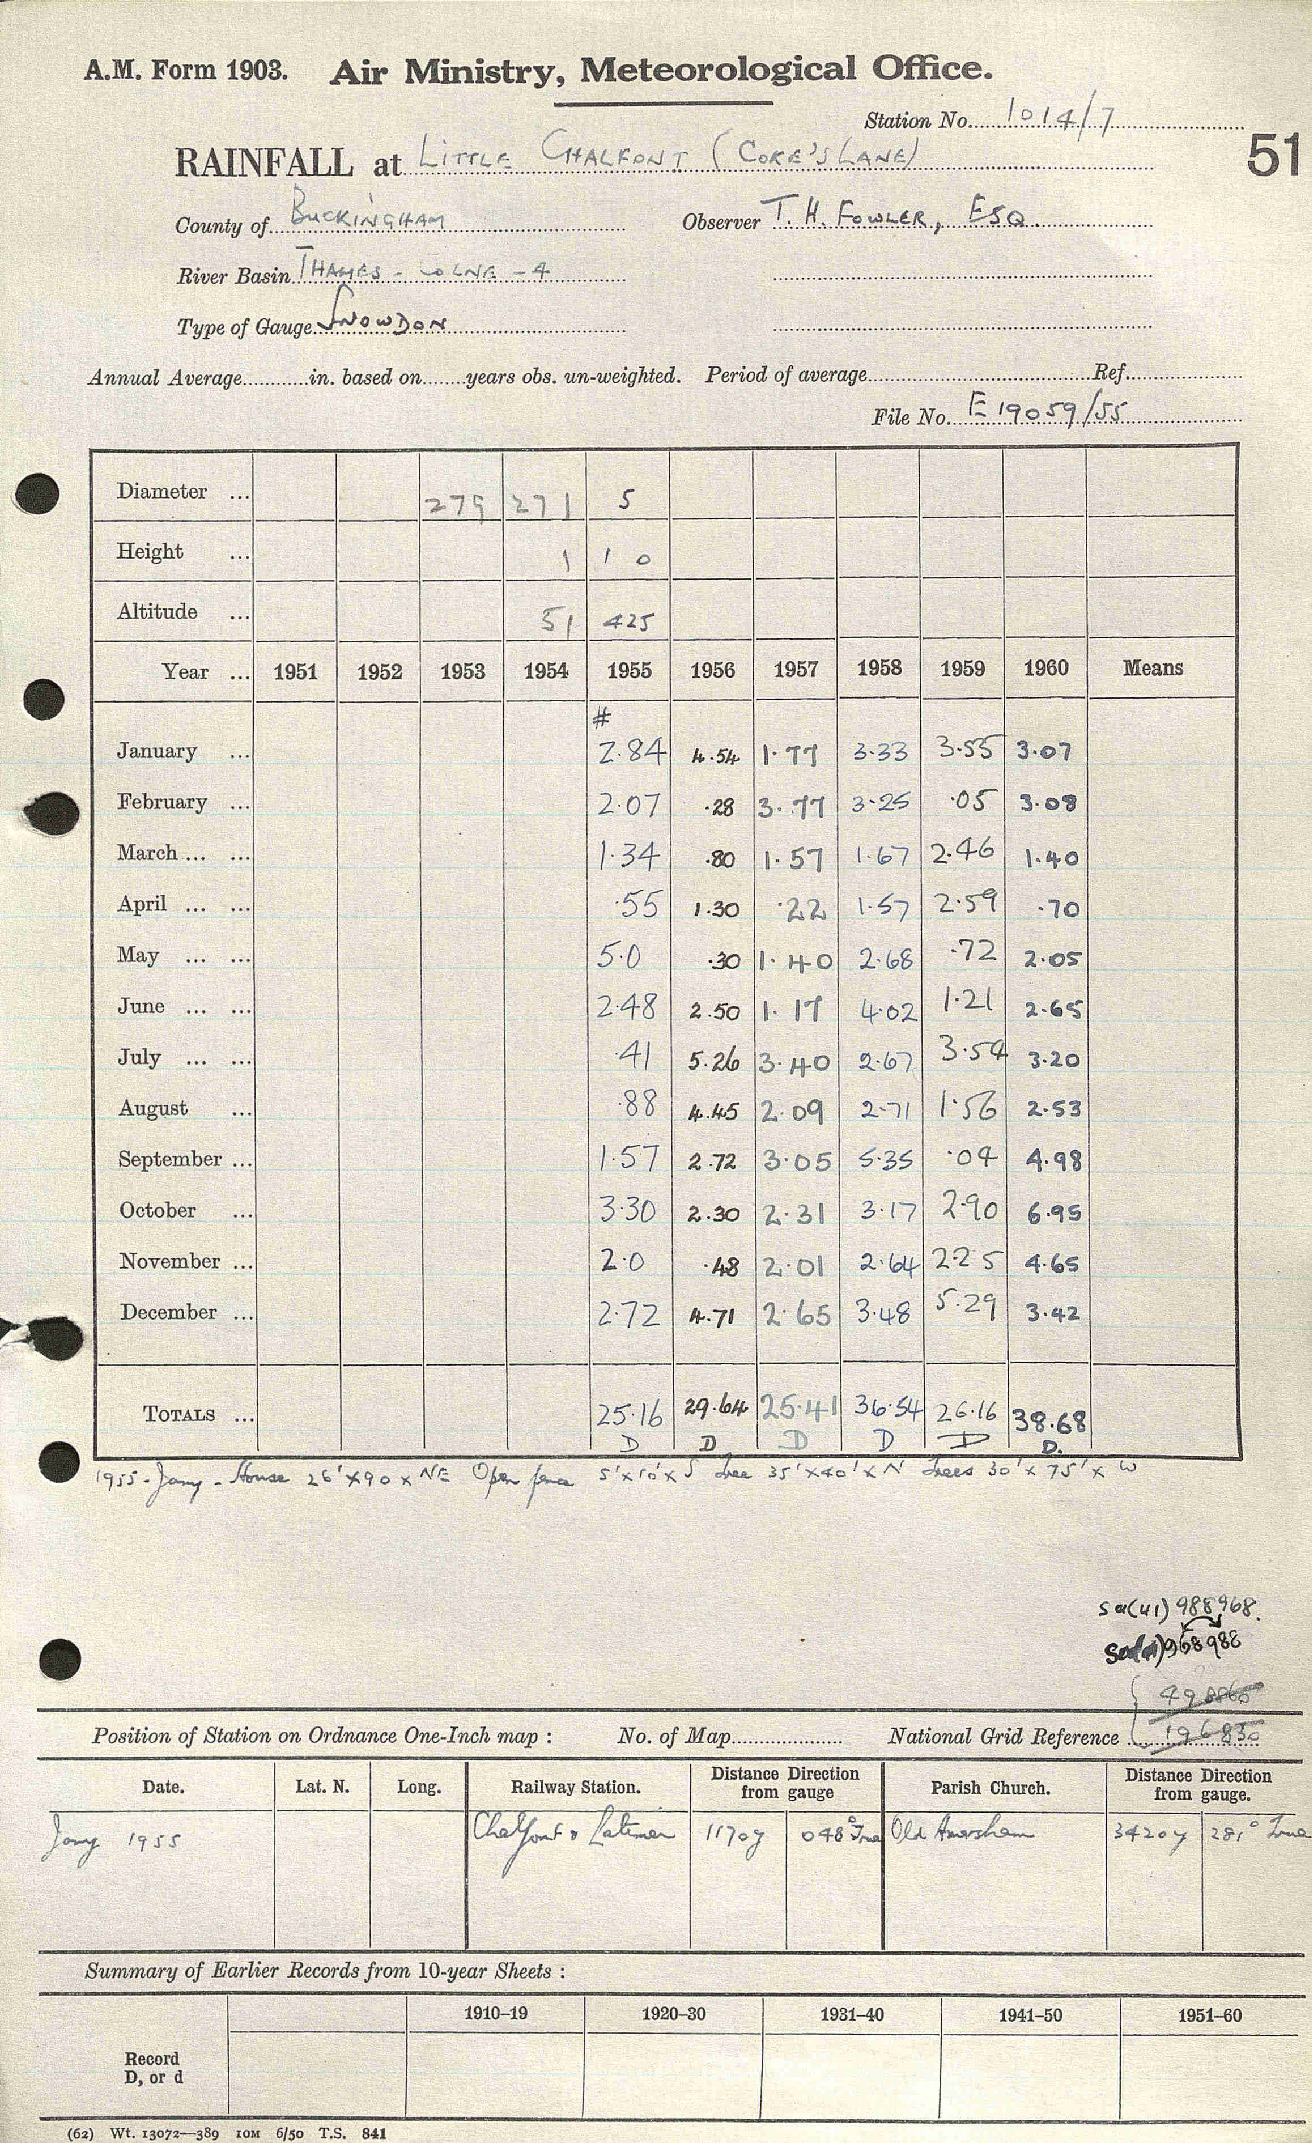 A.M. Form 1903. Air Ministry, Meteorological Office.
Station No. 1014/7
RAINFALL at LITTLE CHALFONT (COKE'S LANE) 51
County of BUCKINGHAM Observer T. H. FOWLER, ESQ.
River Basin THAMES - COLNE - 4
Type of Gauge SNOWDON
Annual Average in. based on years obs. un-weighted. Period of average Ref.
File No. E 19059/55
Diameter ... 279 271 5
Height ... 1 1 0
Altitude ... 51 425
Year ... 1951 1952 1953 1954 1955 1956 1957 1958 1959 1960 Means
#
January ... 2.84 4.54 1.77 3.33 3.55 3.07
February ... 2.07 .28 3.77 3.25 .05 3.08
March ... ... 1.34 .80 1.57 1.67 2.46 1.40
April ... ... .55 1.30 .22 1.57 2.59 .70
May ... ... 5.0 .30 1.40 2.68 .72 2.05
June ... ... 2.48 2.50 1.17 4.02 1.21 2.65
July ... ... .41 5.26 3.40 2.67 3.54 3.20
August ... .88 4.45 2.09 2.71 1.56 2.53
September ... 1.57 2.72 3.05 5.35 .04 4.98
October ... 3.30 2.30 2.31 3.17 2.90 6.95
November ... 2.0 .48 2.01 2.64 2.25 4.65
December ... 2.72 4.71 2.65 3.48 5.29 3.42
TOTALS ... 25.16 29.64 25.41 36.54 26.16 38.68
D D D D D D.
1955 - Jany - House 26'x90 x NE Open fence 5'x10'x S tree 35'x40'x N trees 30'x 75'x W
SU(41) 988968.
968988
19683
Position of Station on Ordnance One-Inch map : No. of Map National Grid Reference
Date. Lat. N. Long. Railway Station. Distance Direction from gauge Parish Church. Distance Direction from gauge.
Jany 1955 Chalfont & Latimer 1170y 048° True Old Amersham 3420y 281° True
Summary of Earlier Records from 10-year Sheets :
1910–19 1920–30 1931–40 1941–50 1951–60
Record
D, or d
(62) Wt. 13072—389 10M 6/50 T.S. 841